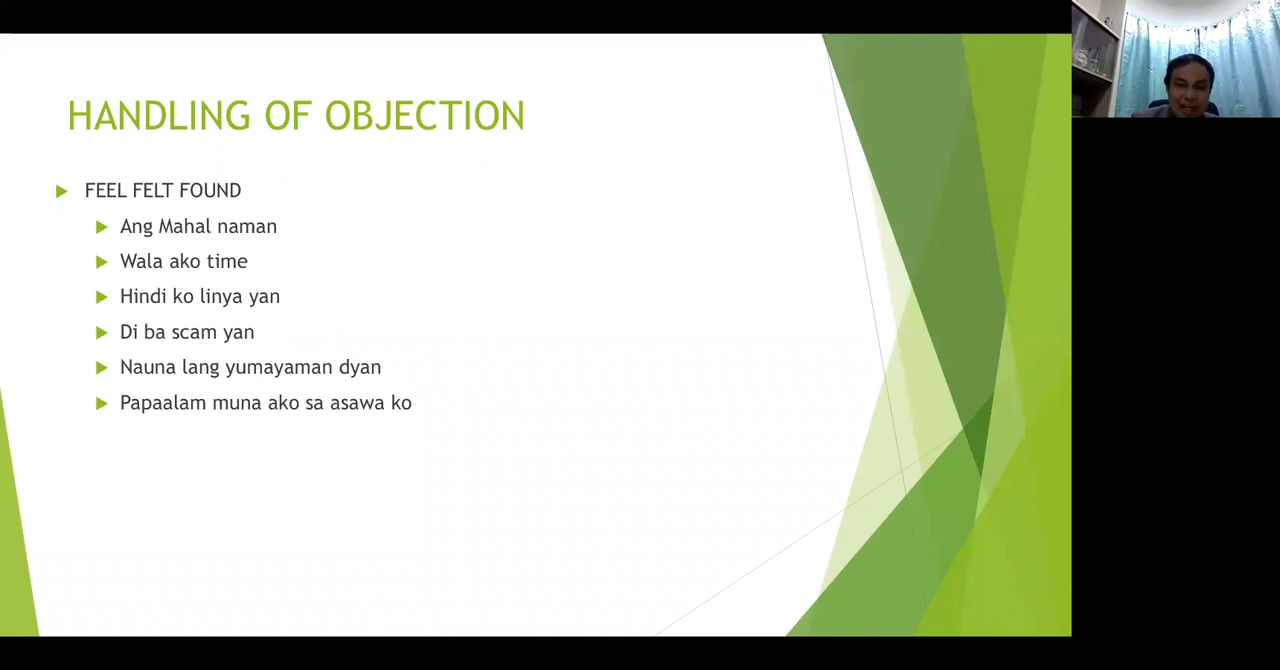 HANDLING OF OBJECTION
FEEL FELT FOUND
Ang Mahal naman
Wala ako time
Hindi ko linya yan
Di ba scam yan
Nauna lang yumayaman dyan
Papaalam muna ako sa asawa ko